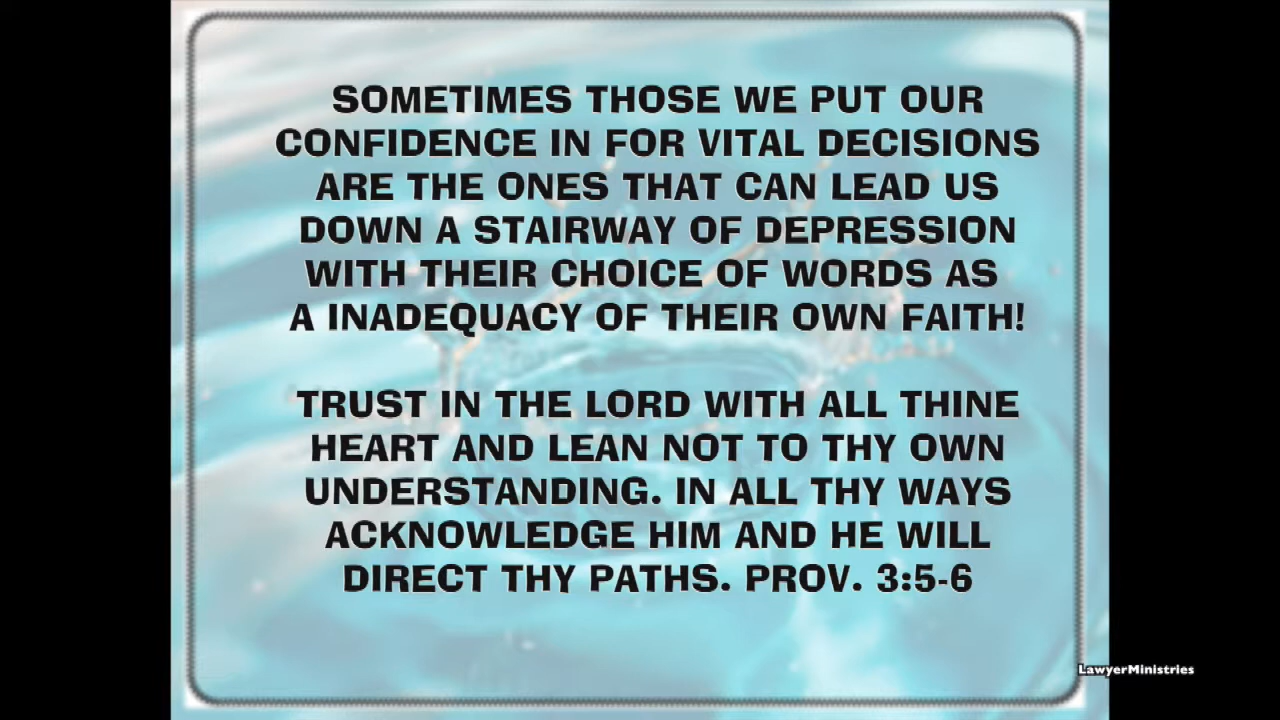 SOMETIMES THOSE WE PUT OUR
CONFIDENCE IN FOR VITAL DECISIONS
ARE THE ONES THAT CAN LEAD US
DOWN A STAIRWAY OF DEPRESSION
WITH THEIR CHOICE OF WORDS AS
A INADEQUACY OF THEIR OWN FAITH!
TRUST IN THE LORD WITH ALL THINE
HEART AND LEAN NOT TO THY OWN
UNDERSTANDING. IN ALL THY WAYS
ACKNOWLEDGE HIM AND HE WILL
DIRECT THY PATHS. PROV. 3:5-6
LawyerMinistries